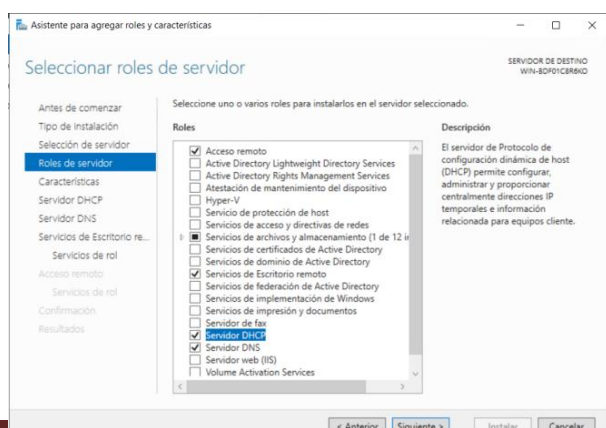 Asistente para agregar roles y características
Seleccionar roles de servidor
SERVIDOR DE DESTINO
WIN-8DF01C8R6KO
Antes de comenzar
Tipo de instalación
Selección de servidor
Roles de servidor
Características
Servidor DHCP
Servidor DNS
Servicios de Escritorio re...
Servicios de rol
Acceso remoto
Servicios de rol
Confirmación
Resultados
Seleccione uno o varios roles para instalarlos en el servidor seleccionado.
Roles
Acceso remoto
Active Directory Lightweight Directory Services
Active Directory Rights Management Services
Atestación de mantenimiento del dispositivo
Hyper-V
Servicio de protección de host
Servicios de acceso y directivas de redes
Servicios de archivos y almacenamiento (1 de 12 in
Servicios de certificados de Active Directory
Servicios de dominio de Active Directory
Servicios de Escritorio remoto
Servicios de federación de Active Directory
Servicios de implementación de Windows
Servicios de impresión y documentos
Servidor de fax
Servidor DHCP
Servidor DNS
Servidor web (IIS)
Volume Activation Services
Descripción
El servidor de Protocolo de
configuración dinámica de host
(DHCP) permite configurar,
administrar y proporcionar
centralmente direcciones IP
temporales e información
relacionada para equipos cliente.
< Anterior
Siguiente >
Instalar
Cancelar